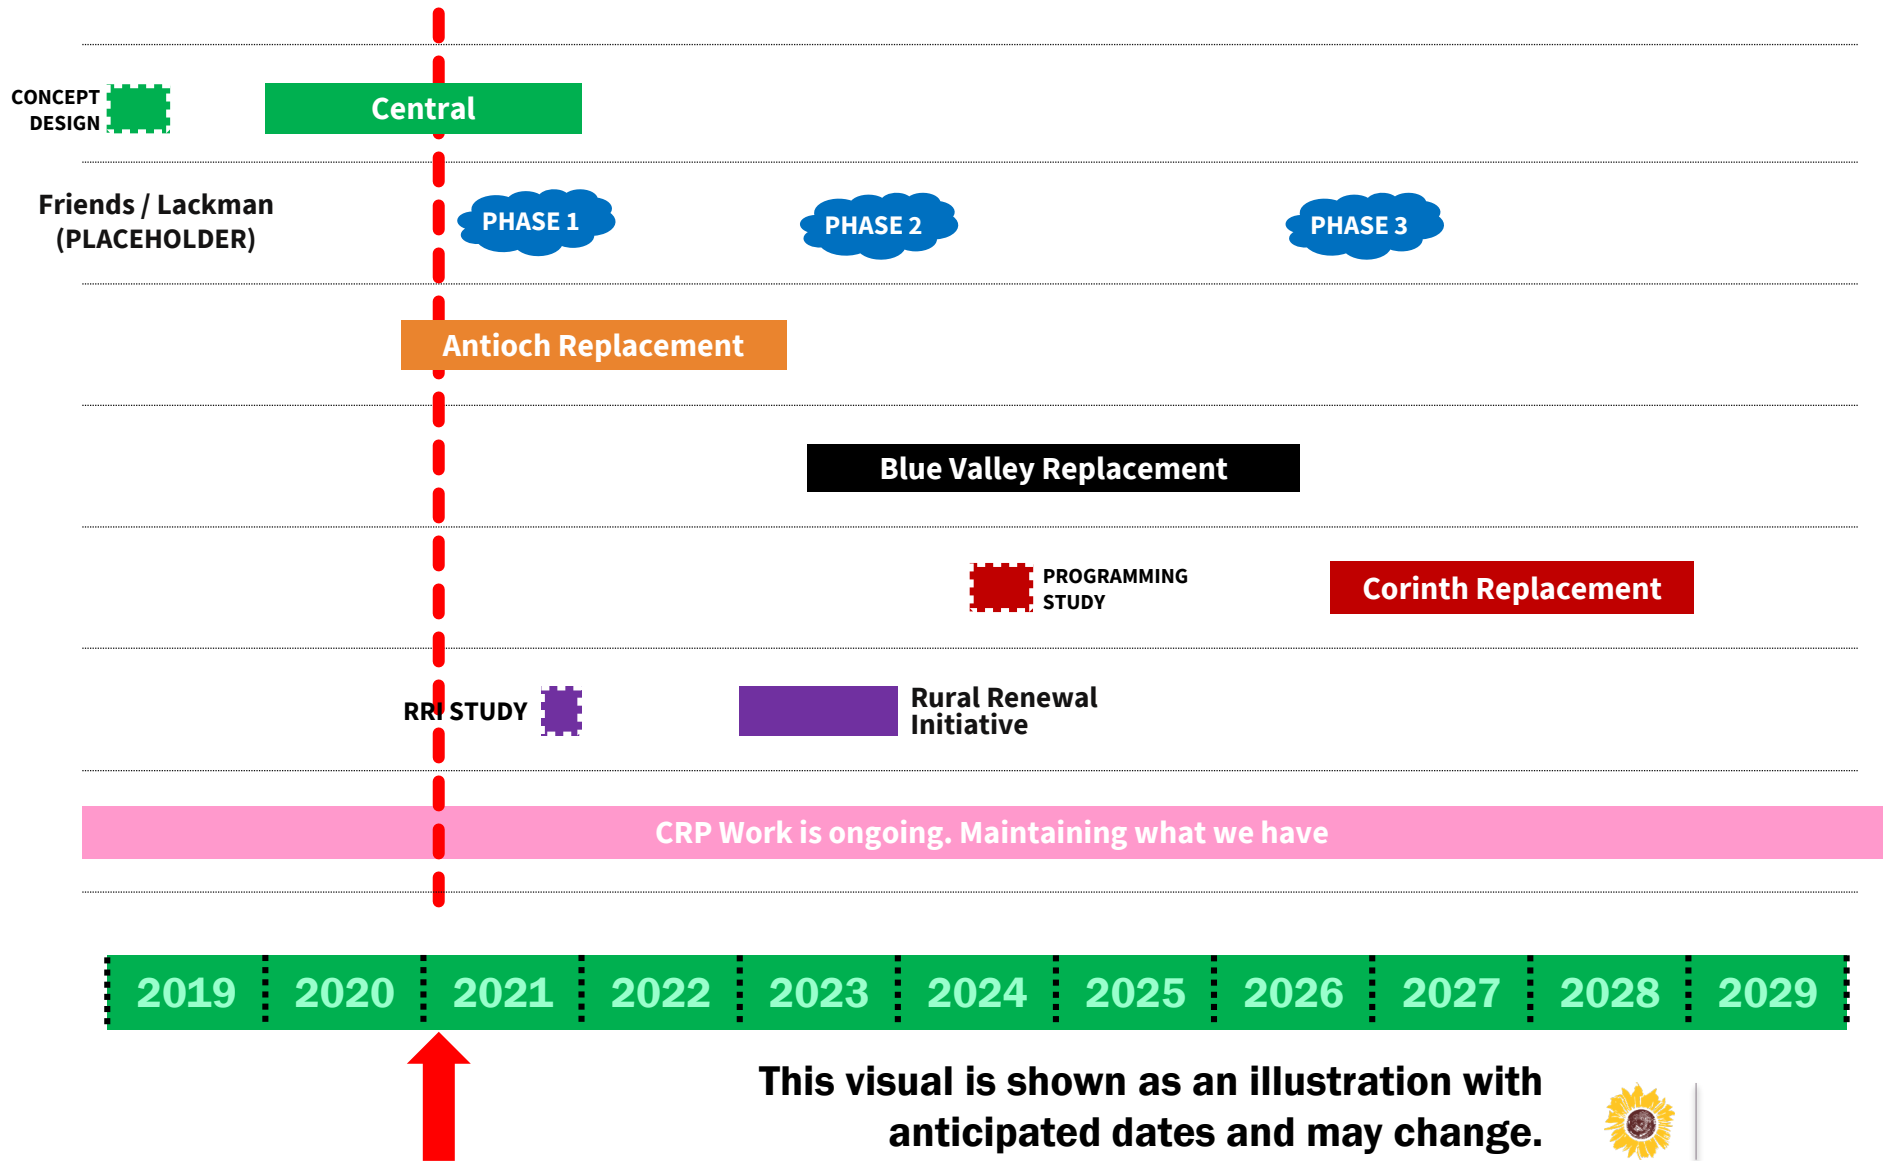 CONCEPT
DESIGN
Central
Friends / Lackman
(PLACEHOLDER)
PHASE 1
PHASE 2
PHASE 3
Antioch Replacement
Blue Valley Replacement
PROGRAMMING
STUDY
Corinth Replacement
RRI STUDY
Rural Renewal
Initiative
CRP Work is ongoing. Maintaining what we have
2019 2020 2021 2022 2023 2024 2025 2026 2027 2028 2029
This visual is shown as an illustration with
anticipated dates and may change.